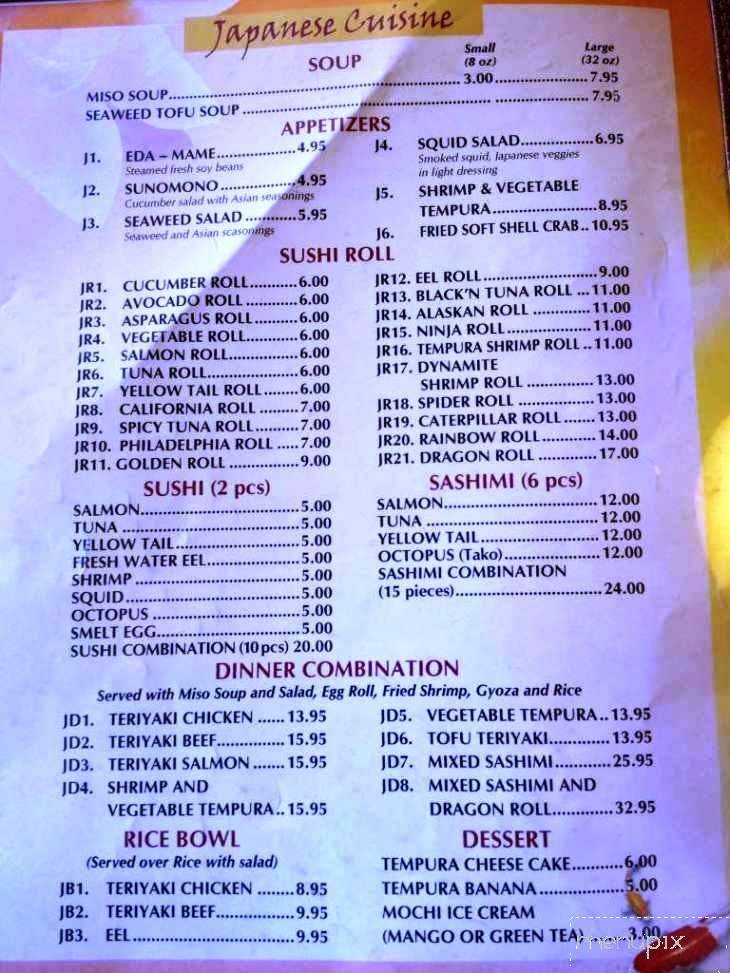 Japanese Cuisine
SOUP
Small Large
(8 oz) (32 oz)
MISO SOUP 3.00 7.95
SEAWEED TOFU SOUP 7.95
APPETIZERS
J1. EDA – MAME 4.95
Steamed fresh soy beans
J2. SUNOMONO 4.95
Cucumber salad with Asian seasonings
J3. SEAWEED SALAD 5.95
Seaweed and Asian seasonings
J4. SQUID SALAD 6.95
Smoked squid, Japanese veggies
in light dressing
J5. SHRIMP & VEGETABLE
TEMPURA 8.95
J6. FRIED SOFT SHELL CRAB 10.95
SUSHI ROLL
JR1. CUCUMBER ROLL 6.00
JR2. AVOCADO ROLL 6.00
JR3. ASPARAGUS ROLL 6.00
JR4. VEGETABLE ROLL 6.00
JR5. SALMON ROLL 6.00
JR6. TUNA ROLL 6.00
JR7. YELLOW TAIL ROLL 6.00
JR8. CALIFORNIA ROLL 7.00
JR9. SPICY TUNA ROLL 7.00
JR10. PHILADELPHIA ROLL 7.00
JR11. GOLDEN ROLL 9.00
JR12. EEL ROLL 9.00
JR13. BLACK'N TUNA ROLL 11.00
JR14. ALASKAN ROLL 11.00
JR15. NINJA ROLL 11.00
JR16. TEMPURA SHRIMP ROLL 11.00
JR17. DYNAMITE
SHRIMP ROLL 13.00
JR18. SPIDER ROLL 13.00
JR19. CATERPILLAR ROLL 13.00
JR20. RAINBOW ROLL 14.00
JR21. DRAGON ROLL 17.00
SUSHI (2 pcs)
SALMON 5.00
TUNA 5.00
YELLOW TAIL 5.00
FRESH WATER EEL 5.00
SHRIMP 5.00
SQUID 5.00
OCTOPUS 5.00
SMELT EGG 5.00
SUSHI COMBINATION (10 pcs) 20.00
SASHIMI (6 pcs)
SALMON 12.00
TUNA 12.00
YELLOW TAIL 12.00
OCTOPUS (Tako) 12.00
SASHIMI COMBINATION
(15 pieces) 24.00
DINNER COMBINATION
Served with Miso Soup and Salad, Egg Roll, Fried Shrimp, Gyoza and Rice
JD1. TERIYAKI CHICKEN 13.95
JD2. TERIYAKI BEEF 15.95
JD3. TERIYAKI SALMON 15.95
JD4. SHRIMP AND
VEGETABLE TEMPURA 15.95
JD5. VEGETABLE TEMPURA 13.95
JD6. TOFU TERIYAKI 13.95
JD7. MIXED SASHIMI 25.95
JD8. MIXED SASHIMI AND
DRAGON ROLL 32.95
RICE BOWL
(Served over Rice with salad)
JB1. TERIYAKI CHICKEN 8.95
JB2. TERIYAKI BEEF 9.95
JB3. EEL 9.95
DESSERT
TEMPURA CHEESE CAKE 6.00
TEMPURA BANANA 5.00
MOCHI ICE CREAM
(MANGO OR GREEN TEA) 3.00
menupix